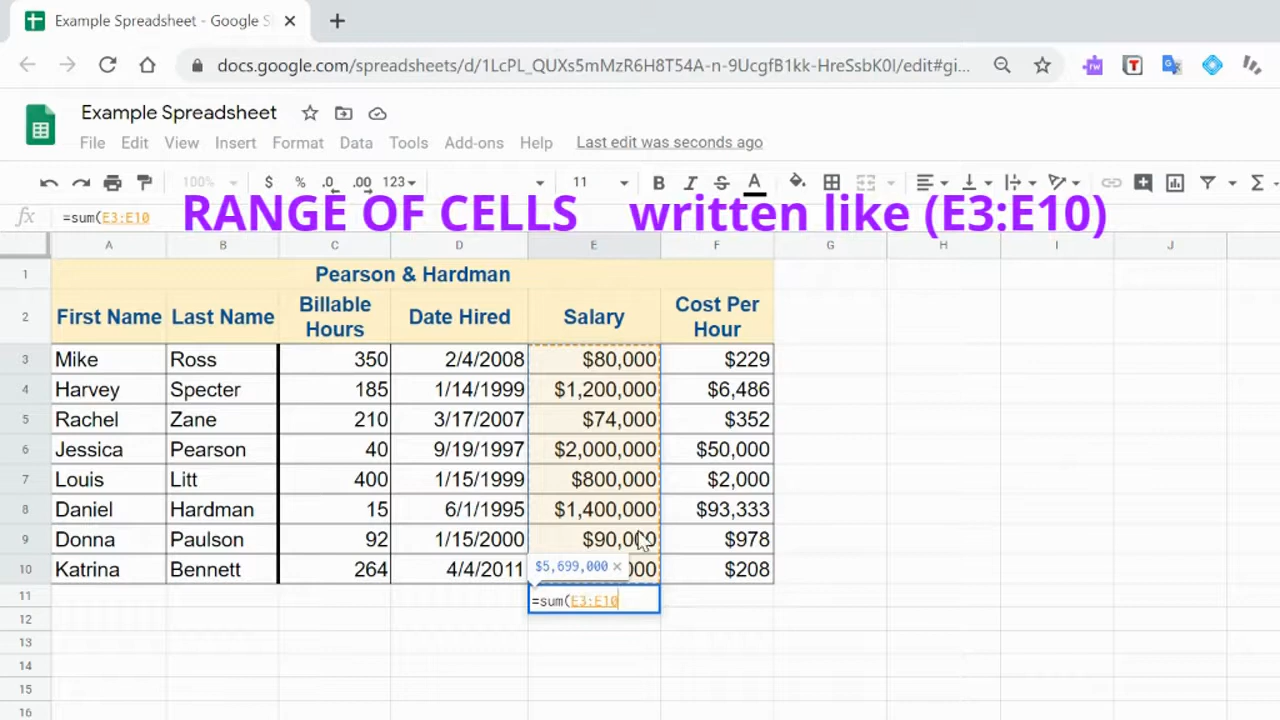 Example Spreadsheet - Google S
docs.google.com/spreadsheets/d/1LcPL_QUXs5mMzR6H8T54A-n-9UcgfB1kk-HreSsbK0I/edit#gi...
Example Spreadsheet
File Edit View Insert Format Data Tools Add-ons Help Last edit was seconds ago
100% $ % .0 .00 123 11 B I S A
fx =sum(E3:E10
RANGE OF CELLS written like (E3:E10)
A B C D E F G H I J
1 Pearson & Hardman
2 First Name Last Name Billable Hours Date Hired Salary Cost Per Hour
3 Mike Ross 350 2/4/2008 $80,000 $229
4 Harvey Specter 185 1/14/1999 $1,200,000 $6,486
5 Rachel Zane 210 3/17/2007 $74,000 $352
6 Jessica Pearson 40 9/19/1997 $2,000,000 $50,000
7 Louis Litt 400 1/15/1999 $800,000 $2,000
8 Daniel Hardman 15 6/1/1995 $1,400,000 $93,333
9 Donna Paulson 92 1/15/2000 $90,000 $978
10 Katrina Bennett 264 4/4/2011 $208
$5,699,000 ×
11 =sum(E3:E10
12
13
14
15
16